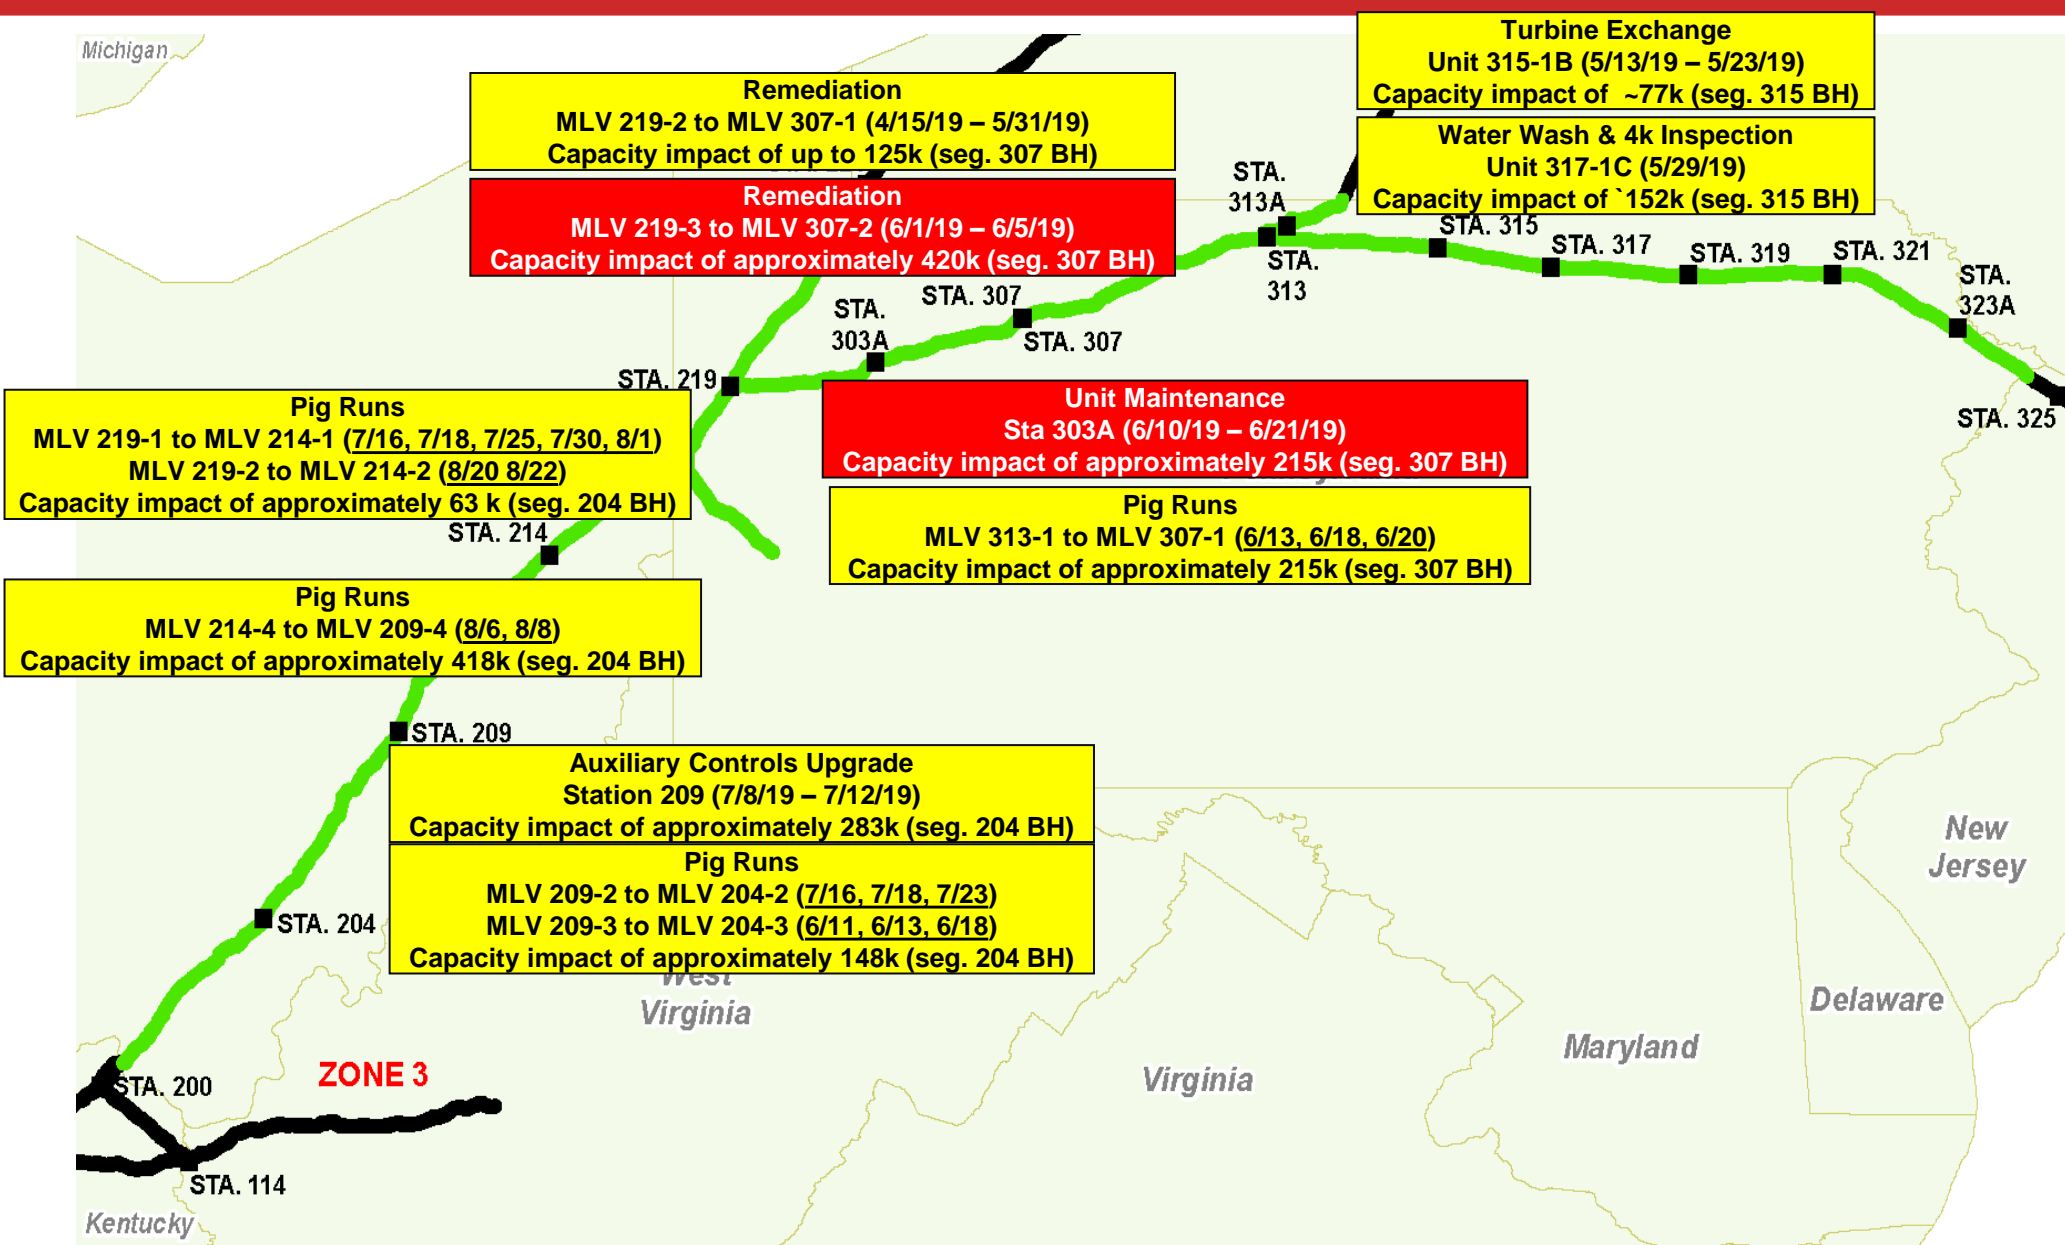 Michigan
Turbine Exchange
Unit 315-1B (5/13/19 – 5/23/19)
Capacity impact of ~77k (seg. 315 BH)
Remediation
MLV 219-2 to MLV 307-1 (4/15/19 – 5/31/19)
Capacity impact of up to 125k (seg. 307 BH)
Water Wash & 4k Inspection
Unit 317-1C (5/29/19)
Capacity impact of `152k (seg. 315 BH)
Remediation
MLV 219-3 to MLV 307-2 (6/1/19 – 6/5/19)
Capacity impact of approximately 420k (seg. 307 BH)
STA.
313A
STA. 315
STA. 317
STA. 319
STA. 321
STA.
313
STA.
323A
STA. 307
STA.
303A
STA. 307
STA. 219
STA. 325
Pig Runs
MLV 219-1 to MLV 214-1 (7/16, 7/18, 7/25, 7/30, 8/1)
MLV 219-2 to MLV 214-2 (8/20 8/22)
Capacity impact of approximately 63 k (seg. 204 BH)
Unit Maintenance
Sta 303A (6/10/19 – 6/21/19)
Capacity impact of approximately 215k (seg. 307 BH)
Pig Runs
MLV 313-1 to MLV 307-1 (6/13, 6/18, 6/20)
Capacity impact of approximately 215k (seg. 307 BH)
STA. 214
Pig Runs
MLV 214-4 to MLV 209-4 (8/6, 8/8)
Capacity impact of approximately 418k (seg. 204 BH)
STA. 209
Auxiliary Controls Upgrade
Station 209 (7/8/19 – 7/12/19)
Capacity impact of approximately 283k (seg. 204 BH)
Pig Runs
MLV 209-2 to MLV 204-2 (7/16, 7/18, 7/23)
MLV 209-3 to MLV 204-3 (6/11, 6/13, 6/18)
Capacity impact of approximately 148k (seg. 204 BH)
New
Jersey
STA. 204
West
Virginia
Delaware
Maryland
Virginia
ZONE 3
STA. 200
STA. 114
Kentucky